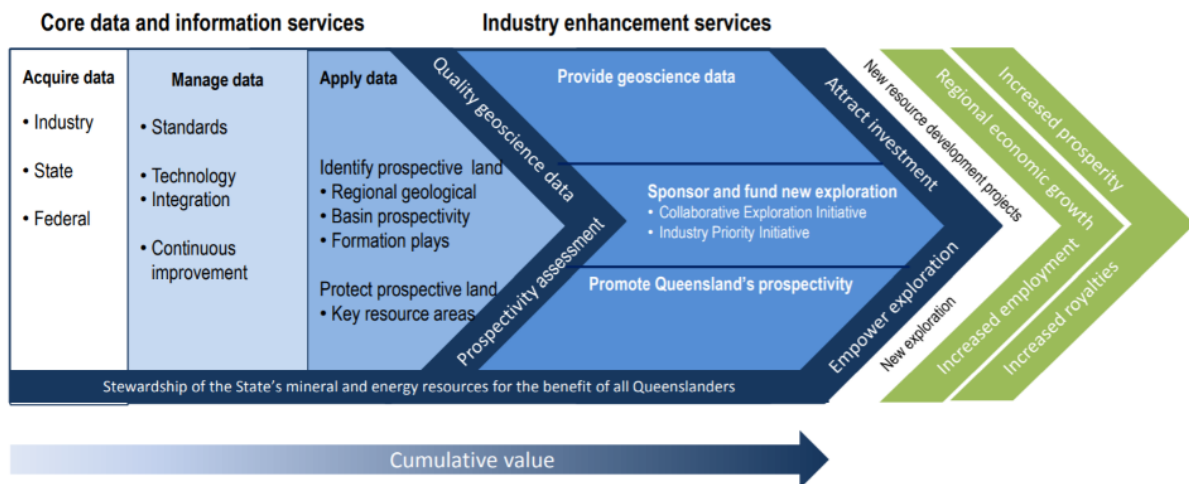 Core data and information services
Industry enhancement services
Acquire data
• Industry
• State
• Federal
Manage data
• Standards
• Technology
• Integration
• Continuous
improvement
Apply data
Identify prospective land
• Regional geological
• Basin prospectivity
• Formation plays
Protect prospective land
• Key resource areas
Quality geoscience data
Prospectivity assessment
Provide geoscience data
Sponsor and fund new exploration
• Collaborative Exploration Initiative
• Industry Priority Initiative
Promote Queensland's prospectivity
Attract investment
Empower exploration
New resource development projects
New exploration
Regional economic growth
Increased employment
Increased prosperity
Increased royalties
Stewardship of the State's mineral and energy resources for the benefit of all Queenslanders
Cumulative value